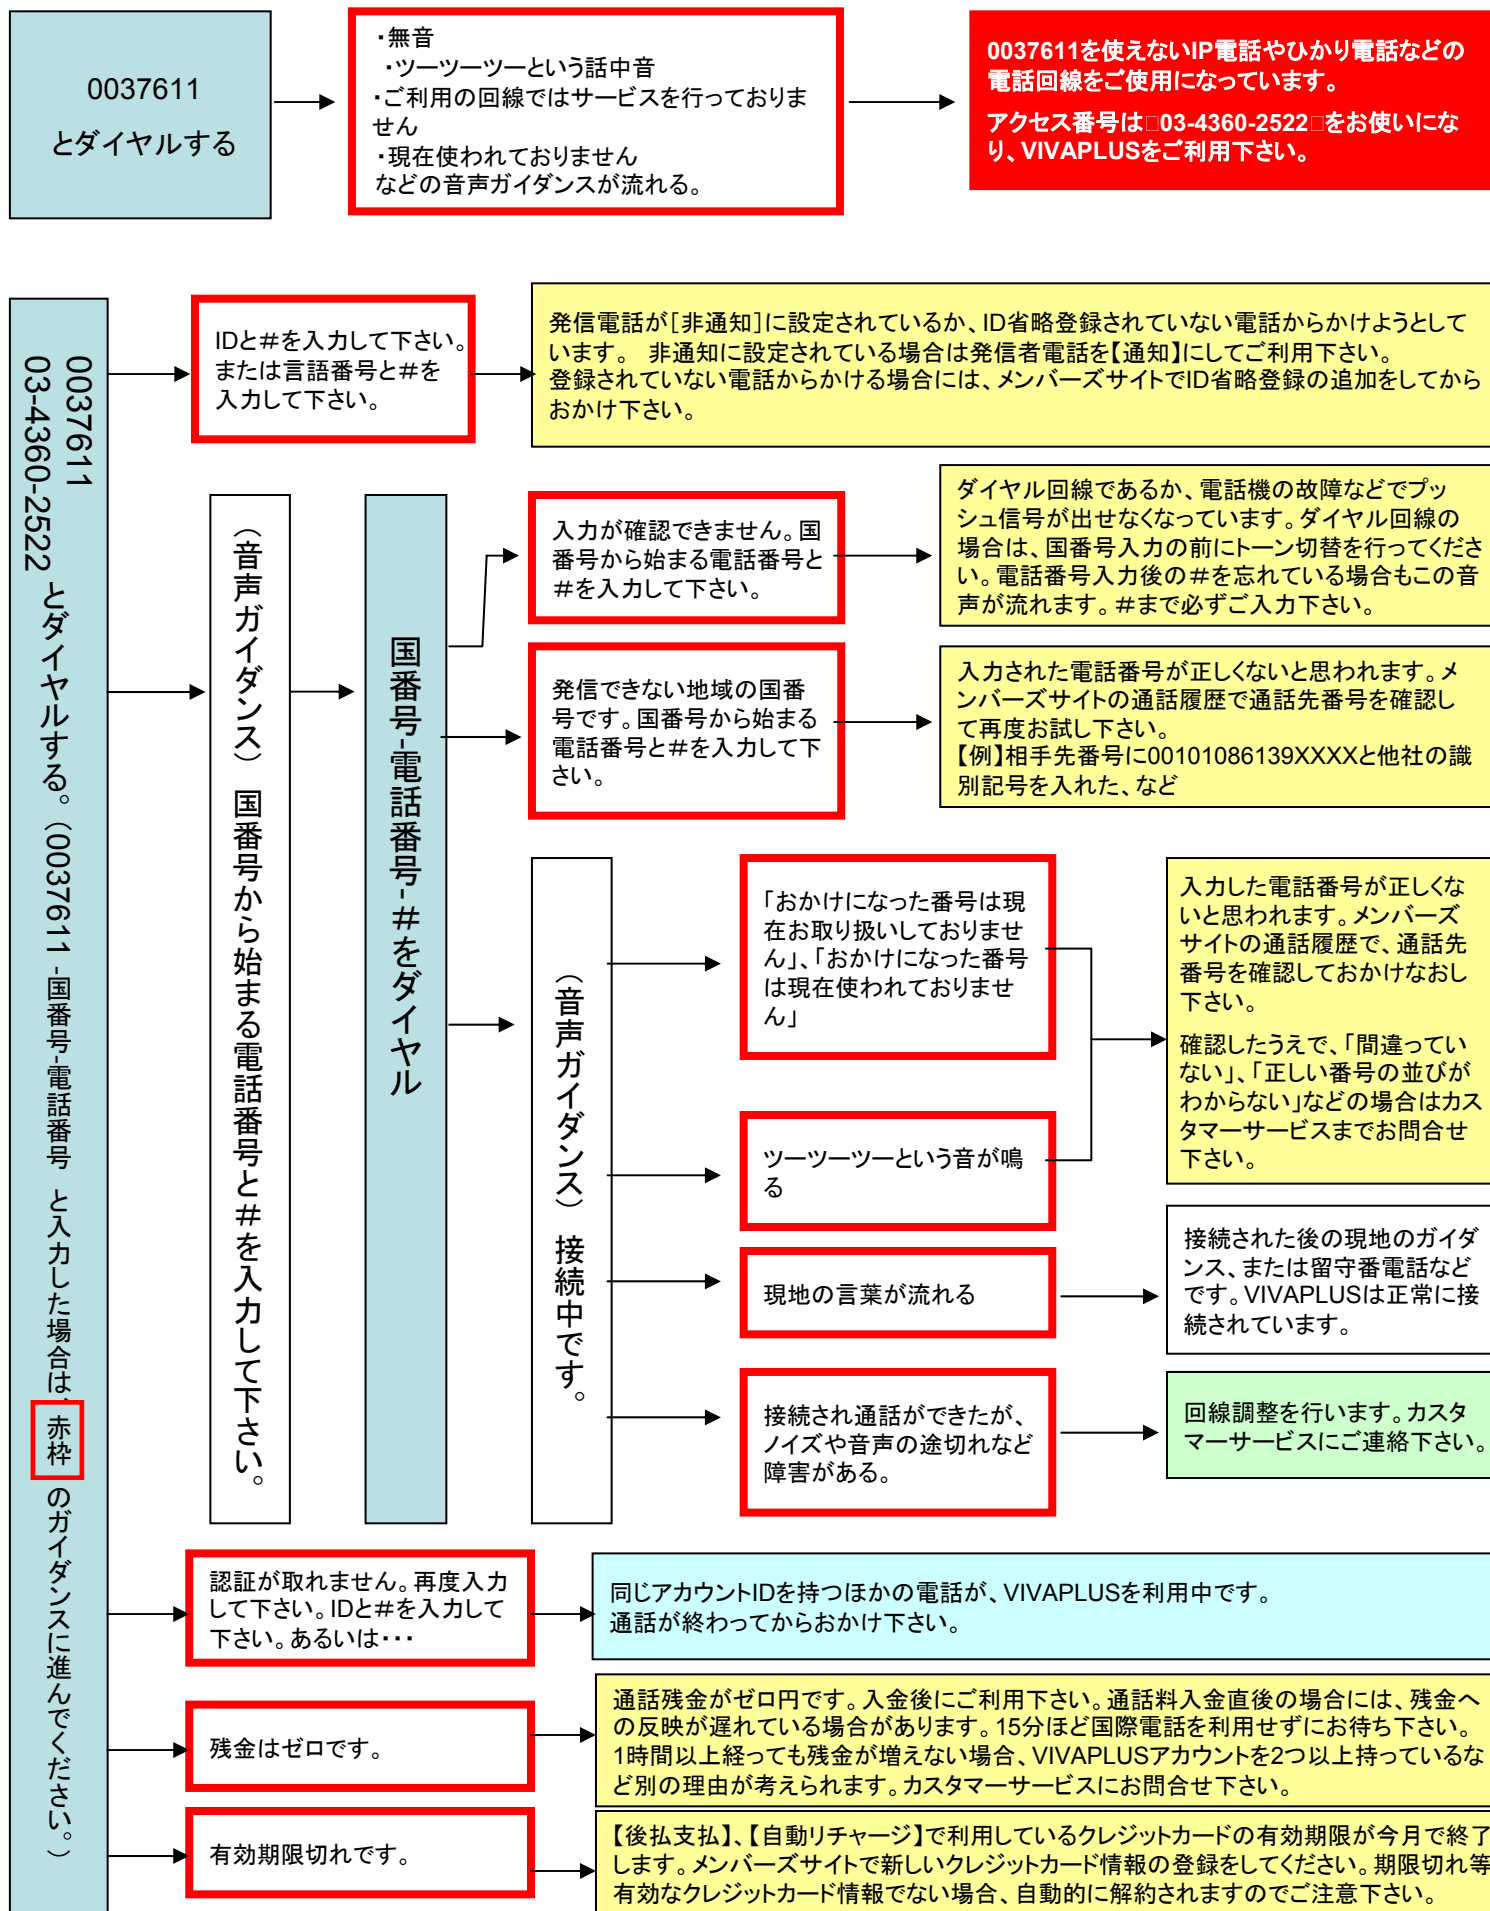 0037611
とダイヤルする
・無音
・ツーツーツーという話中音
・ご利用の回線ではサービスを行っておりま
せん
・現在使われておりません
などの音声ガイダンスが流れる。
0037611を使えないIP電話やひかり電話などの
電話回線をご使用になっています。
アクセス番号は□03-4360-2522□をお使いにな
り、VIVAPLUSをご利用下さい。
0037611
03-4360-2522 とダイヤルする。（0037611 -国番号-電話番号 と入力した場合は、赤枠 のガイダンスに進んでください。）
IDと＃を入力して下さい。
または言語番号と＃を
入力して下さい。
発信電話が［非通知］に設定されているか、ID省略登録されていない電話からかけようとして
います。 非通知に設定されている場合は発信者電話を【通知】にしてご利用下さい。
登録されていない電話からかける場合には、メンバーズサイトでID省略登録の追加をしてから
おかけ下さい。
（音声ガイダンス） 国番号から始まる電話番号と＃を入力して下さい。
国番号-電話番号-＃をダイヤル
入力が確認できません。国
番号から始まる電話番号と
＃を入力して下さい。
ダイヤル回線であるか、電話機の故障などでプッ
シュ信号が出せなくなっています。ダイヤル回線の
場合は、国番号入力の前にトーン切替を行ってくださ
い。電話番号入力後の＃を忘れている場合もこの音
声が流れます。＃まで必ずご入力下さい。
発信できない地域の国番
号です。国番号から始まる
電話番号と＃を入力して下
さい。
入力された電話番号が正しくないと思われます。メ
ンバーズサイトの通話履歴で通話先番号を確認し
て再度お試し下さい。
【例】相手先番号に00101086139XXXXと他社の識
別記号を入れた、など
（音声ガイダンス） 接続中です。
「おかけになった番号は現
在お取り扱いしておりませ
ん」、「おかけになった番号
は現在使われておりませ
ん」
入力した電話番号が正しくな
いと思われます。メンバーズ
サイトの通話履歴で、通話先
番号を確認しておかけなおし
下さい。
確認したうえで、「間違ってい
ない」、「正しい番号の並びが
わからない」などの場合はカス
タマーサービスまでお問合せ
下さい。
ツーツーツーという音が鳴
る
現地の言葉が流れる
接続された後の現地のガイダ
ンス、または留守番電話など
です。VIVAPLUSは正常に接
続されています。
接続され通話ができたが、
ノイズや音声の途切れなど
障害がある。
回線調整を行います。カスタ
マーサービスにご連絡下さい。
認証が取れません。再度入力
して下さい。IDと＃を入力して
下さい。あるいは・・・
同じアカウントIDを持つほかの電話が、VIVAPLUSを利用中です。
通話が終わってからおかけ下さい。
残金はゼロです。
通話残金がゼロ円です。入金後にご利用下さい。通話料入金直後の場合には、残金へ
の反映が遅れている場合があります。15分ほど国際電話を利用せずにお待ち下さい。
1時間以上経っても残金が増えない場合、VIVAPLUSアカウントを2つ以上持っているな
ど別の理由が考えられます。カスタマーサービスにお問合せ下さい。
有効期限切れです。
【後払支払】、【自動リチャージ】で利用しているクレジットカードの有効期限が今月で終了
します。メンバーズサイトで新しいクレジットカード情報の登録をしてください。期限切れ等
有効なクレジットカード情報でない場合、自動的に解約されますのでご注意下さい。